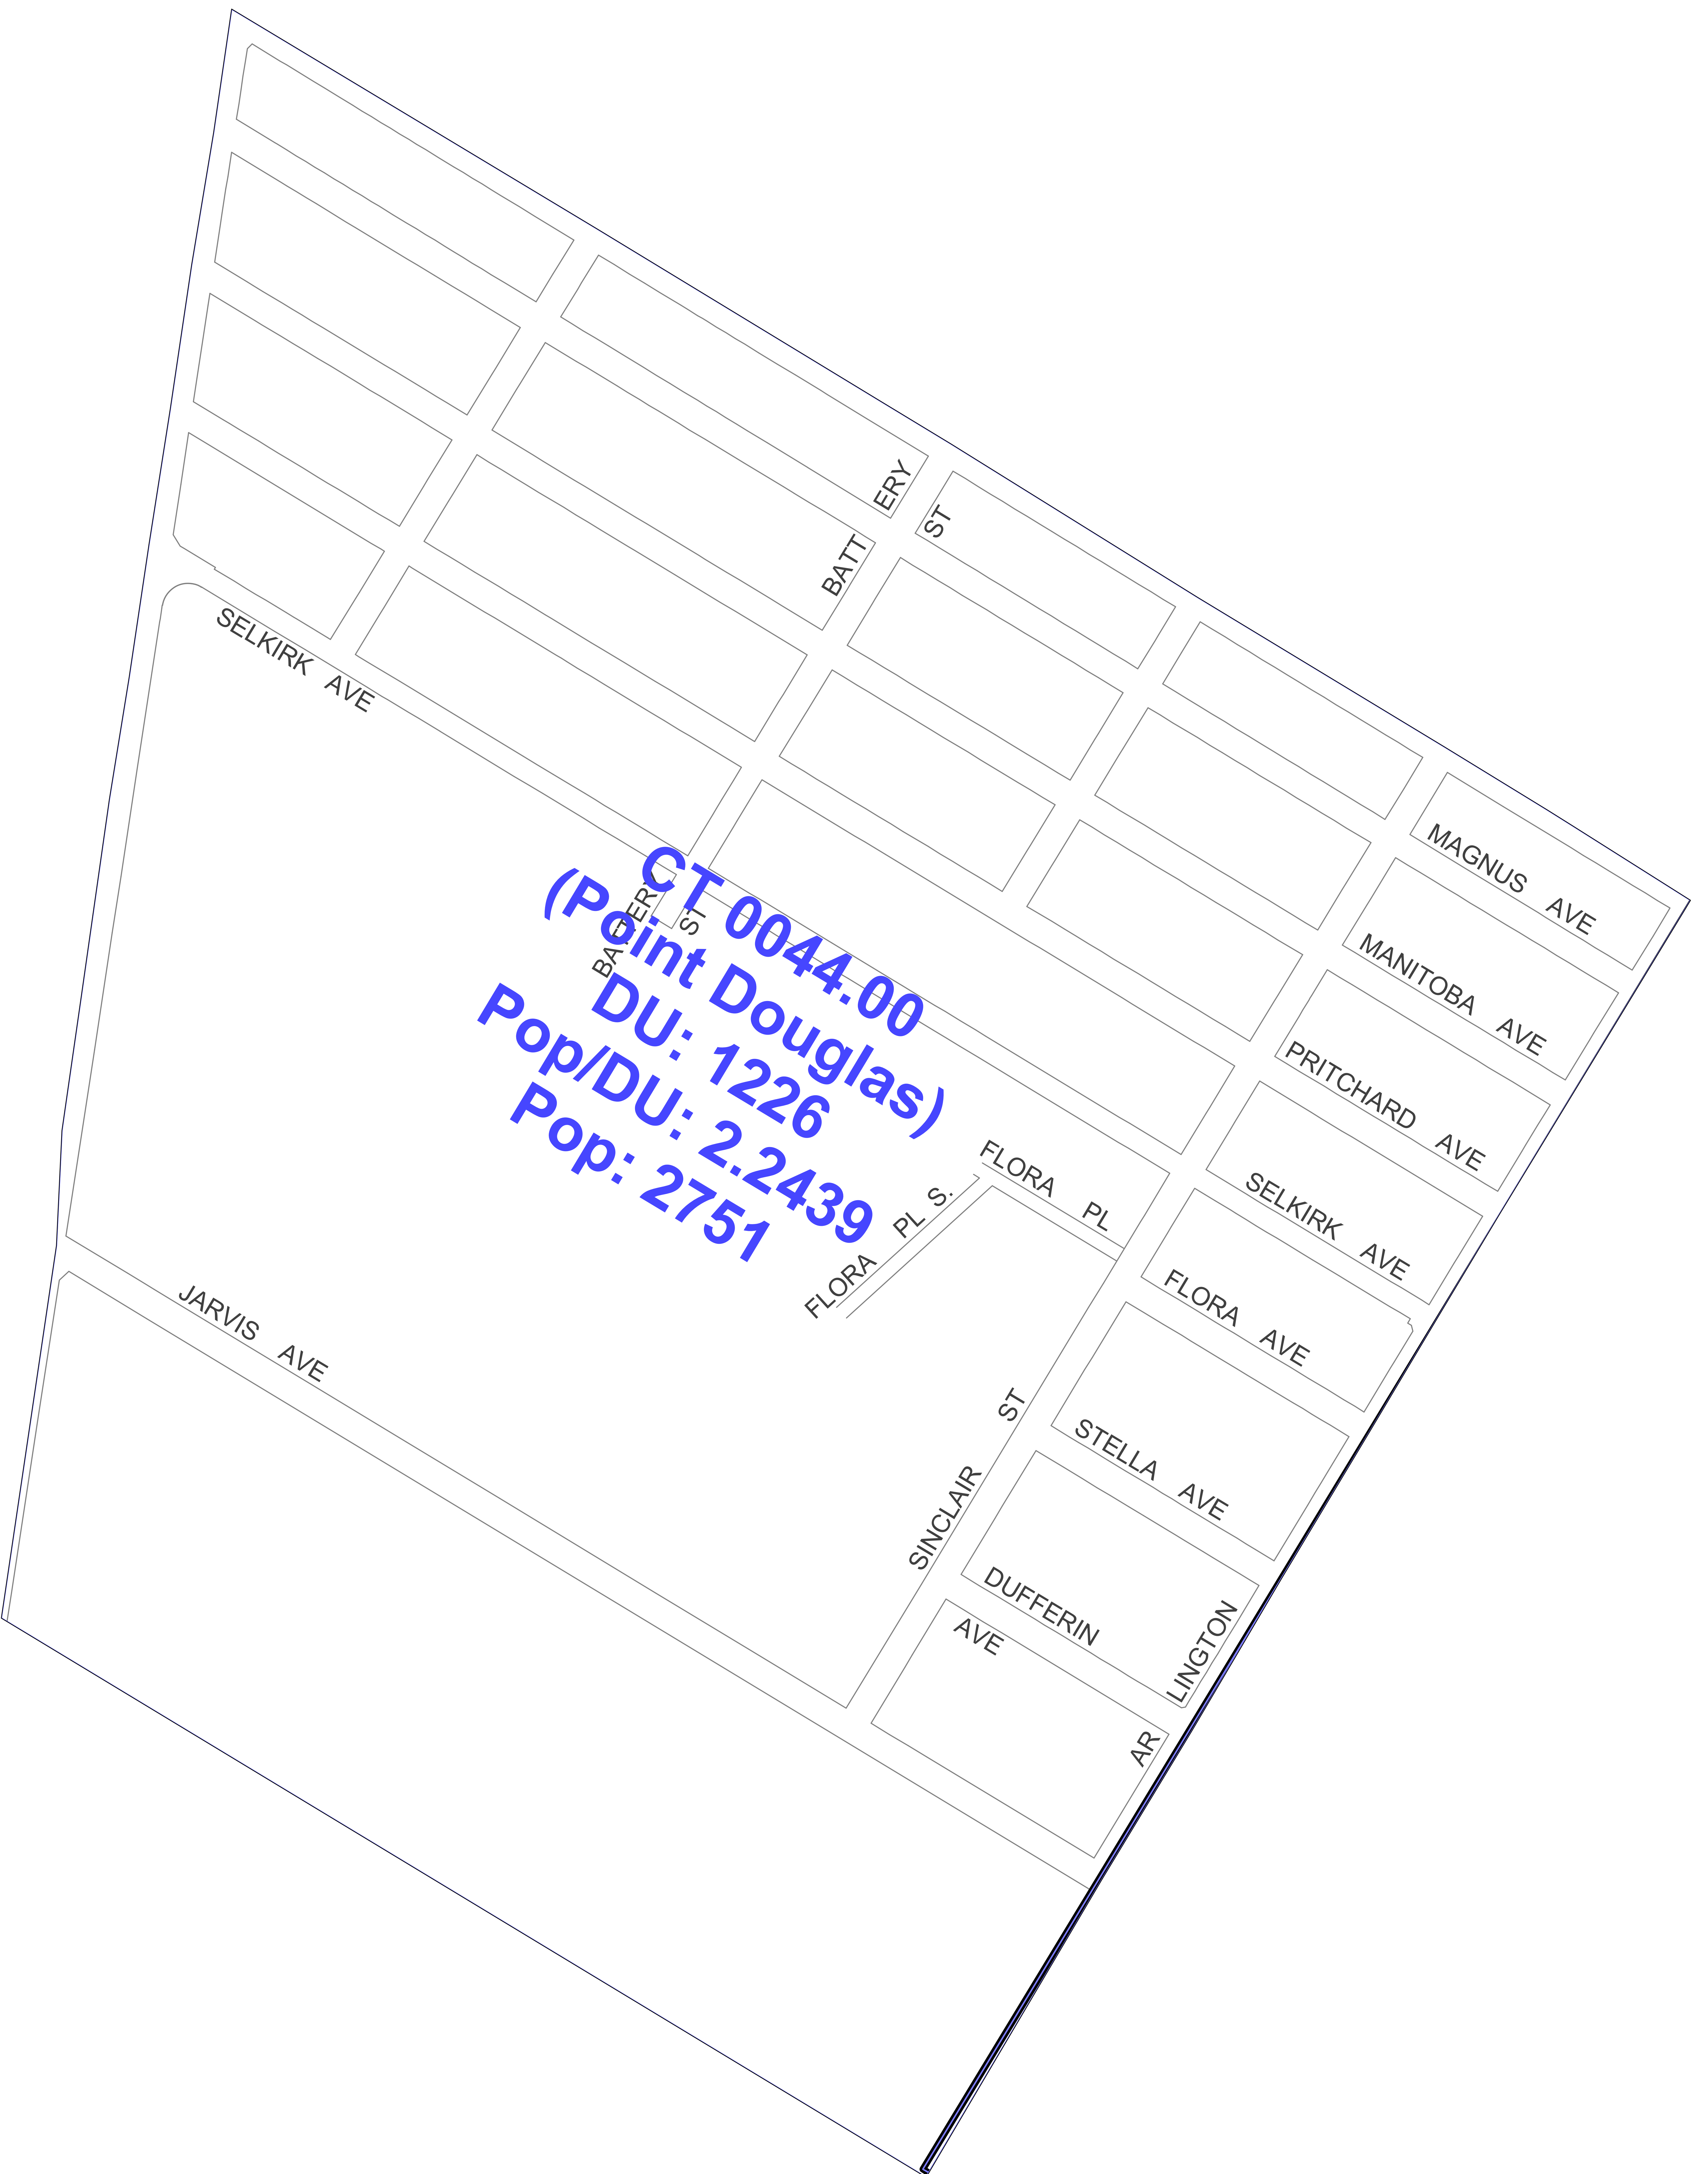 ERY
ST
BATT
SELKIRK AVE
MAGNUS AVE
MANITOBA AVE
PRITCHARD AVE
SELKIRK AVE
FLORA AVE
STELLA AVE
DUFFERIN
AVE
LINGTON
AR
BATTERY
ST
CT 0044.00
(Point Douglas)
DU: 1226
Pop/DU: 2.2439
Pop: 2751
FLORA PL
FLORA PL S.
SINCLAIR ST
JARVIS AVE